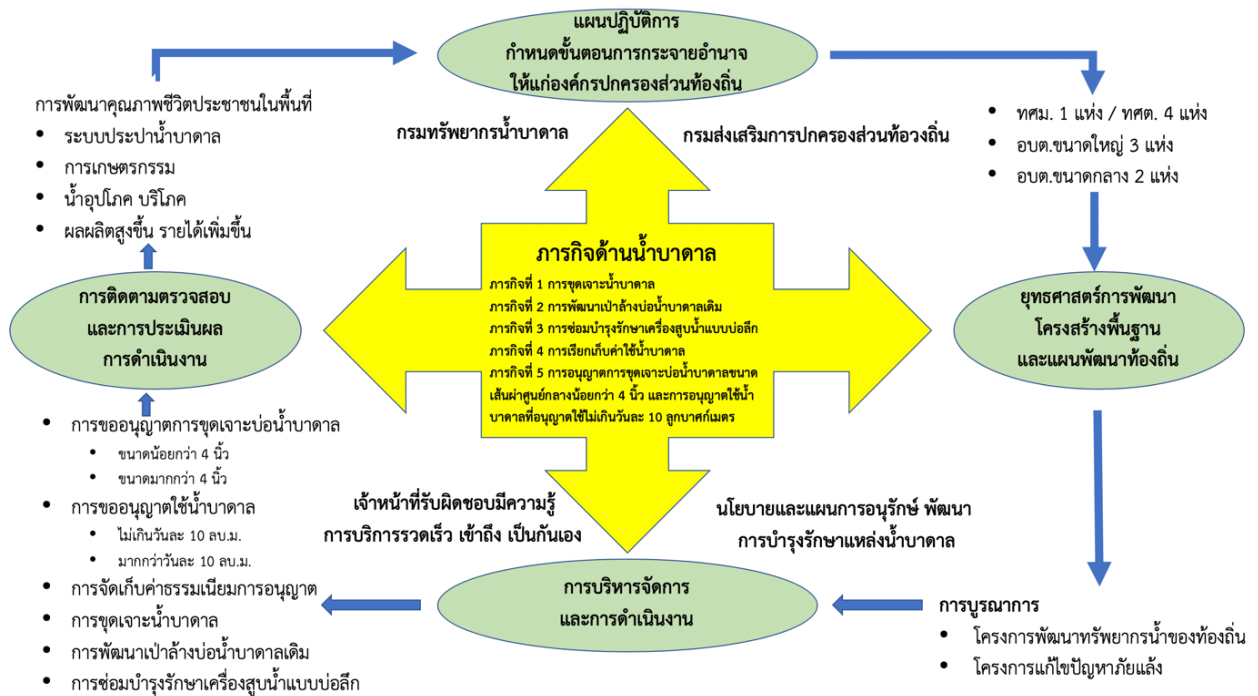 แผนปฏิบัติการ
กำหนดขั้นตอนการกระจายอำนาจ
ให้แก่องค์กรปกครองส่วนท้องถิ่น
การพัฒนาคุณภาพชีวิตประชาชนในพื้นที่
• ระบบประปาน้ำบาดาล
• การเกษตรกรรม
• น้ำอุปโภค บริโภค
• ผลผลิตสูงขึ้น รายได้เพิ่มขึ้น
กรมทรัพยากรน้ำบาดาล
กรมส่งเสริมการปกครองส่วนท้อวงถิ่น
• ทศม. 1 แห่ง / ทศต. 4 แห่ง
• อบต.ขนาดใหญ่ 3 แห่ง
• อบต.ขนาดกลาง 2 แห่ง
ภารกิจด้านน้ำบาดาล
ภารกิจที่ 1 การขุดเจาะน้ำบาดาล
ภารกิจที่ 2 การพัฒนาเป่าล้างบ่อน้ำบาดาลเดิม
ภารกิจที่ 3 การซ่อมบำรุงรักษาเครื่องสูบน้ำแบบบ่อลึก
ภารกิจที่ 4 การเรียกเก็บค่าใช้น้ำบาดาล
ภารกิจที่ 5 การอนุญาตการขุดเจาะบ่อน้ำบาดาลขนาด
เส้นผ่าศูนย์กลางน้อยกว่า 4 นิ้ว และการอนุญาตใช้น้ำ
บาดาลที่อนุญาตใช้ไม่เกินวันละ 10 ลูกบาศก์เมตร
การติดตามตรวจสอบ
และการประเมินผล
การดำเนินงาน
ยุทธศาสตร์การพัฒนา
โครงสร้างพื้นฐาน
และแผนพัฒนาท้องถิ่น
• การขออนุญาตการขุดเจาะบ่อน้ำบาดาล
• ขนาดน้อยกว่า 4 นิ้ว
• ขนาดมากกว่า 4 นิ้ว
• การขออนุญาตใช้น้ำบาดาล
• ไม่เกินวันละ 10 ลบ.ม.
• มากกว่าวันละ 10 ลบ.ม.
• การจัดเก็บค่าธรรมเนียมการอนุญาต
• การขุดเจาะน้ำบาดาล
• การพัฒนาเป่าล้างบ่อน้ำบาดาลเดิม
• การซ่อมบำรุงรักษาเครื่องสูบน้ำแบบบ่อลึก
เจ้าหน้าที่รับผิดชอบมีความรู้
การบริการรวดเร็ว เข้าถึง เป็นกันเอง
นโยบายและแผนการอนุรักษ์ พัฒนา
การบำรุงรักษาแหล่งน้ำบาดาล
การบริหารจัดการ
และการดำเนินงาน
การบูรณาการ
• โครงการพัฒนาทรัพยากรน้ำของท้องถิ่น
• โครงการแก้ไขปัญหาภัยแล้ง